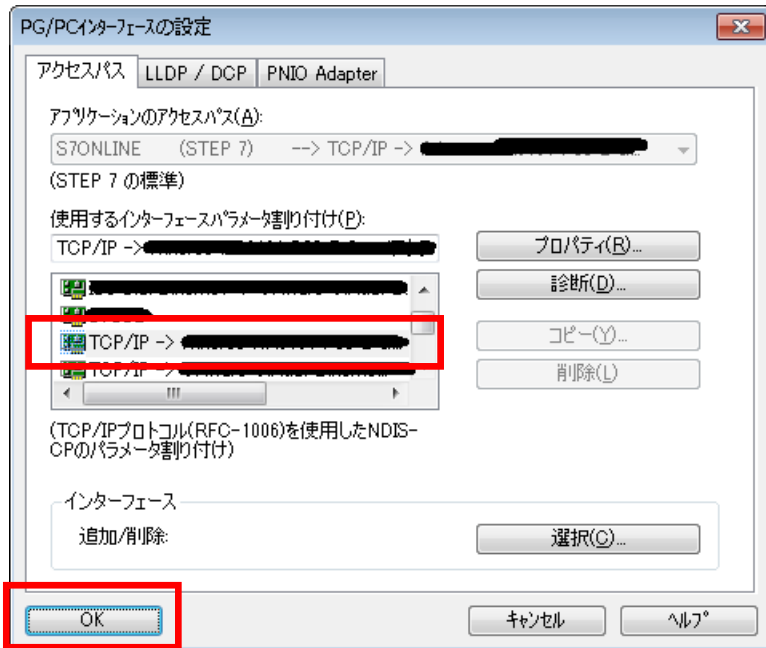 PG/PCｲﾝﾀｰﾌｪｰｽの設定
アクセスパス LLDP / DCP PNIO Adapter
ｱﾌﾟﾘｹｰｼｮﾝのｱｸｾｽﾊﾟｽ(A):
S7ONLINE (STEP 7) --> TCP/IP ->
(STEP 7 の標準)
使用するｲﾝﾀｰﾌｪｰｽﾊﾟﾗﾒｰﾀ割り付け(P):
TCP/IP ->
プロパティ(R)...
診断(D)...
TCP/IP ->
コピー(Y)...
TCP/IP ->
削除(L)
(TCP/IPプロトコル(RFC-1006)を使用したNDIS-
CPのパラメータ割り付け)
インターフェース
追加/削除:
選択(C)...
OK
ｷｬﾝｾﾙ
ﾍﾙﾌﾟ